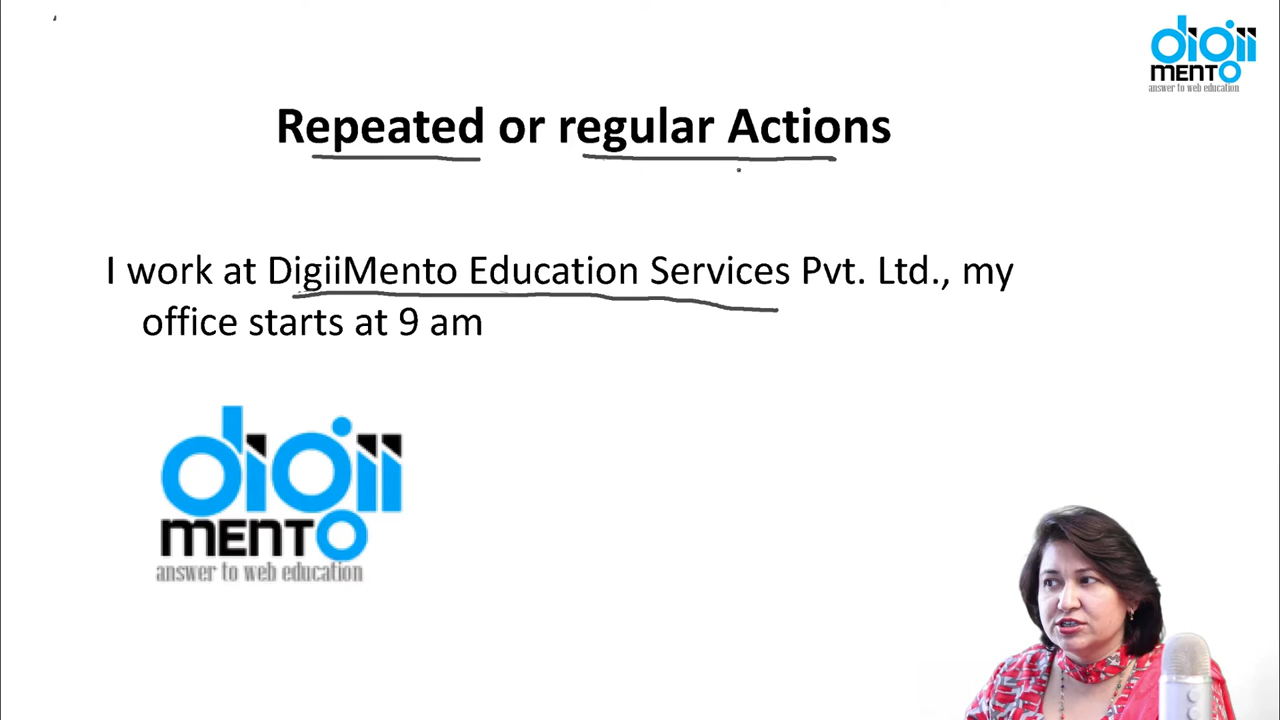 digii
mento
answer to web education
Repeated or regular Actions
I work at DigiiMento Education Services Pvt. Ltd., my
office starts at 9 am
digii
mento
answer to web education